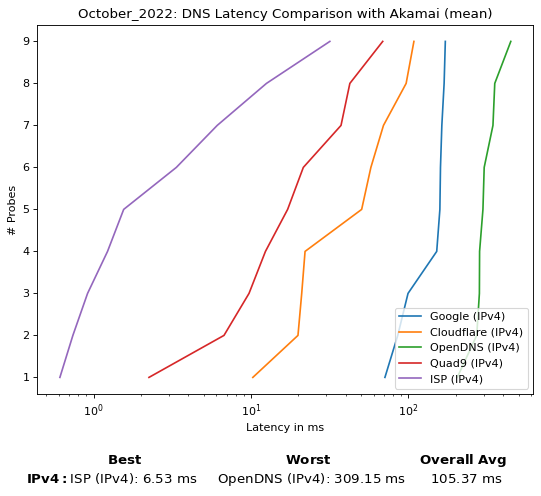 October_2022: DNS Latency Comparison with Akamai (mean)
9
8
7
6
5
4
3
2
1
# Probes
Google (IPv4)
Cloudflare (IPv4)
OpenDNS (IPv4)
Quad9 (IPv4)
ISP (IPv4)
10⁰ 10¹ 10²
Latency in ms
Best Worst Overall Avg
IPv4: ISP (IPv4): 6.53 ms OpenDNS (IPv4): 309.15 ms 105.37 ms